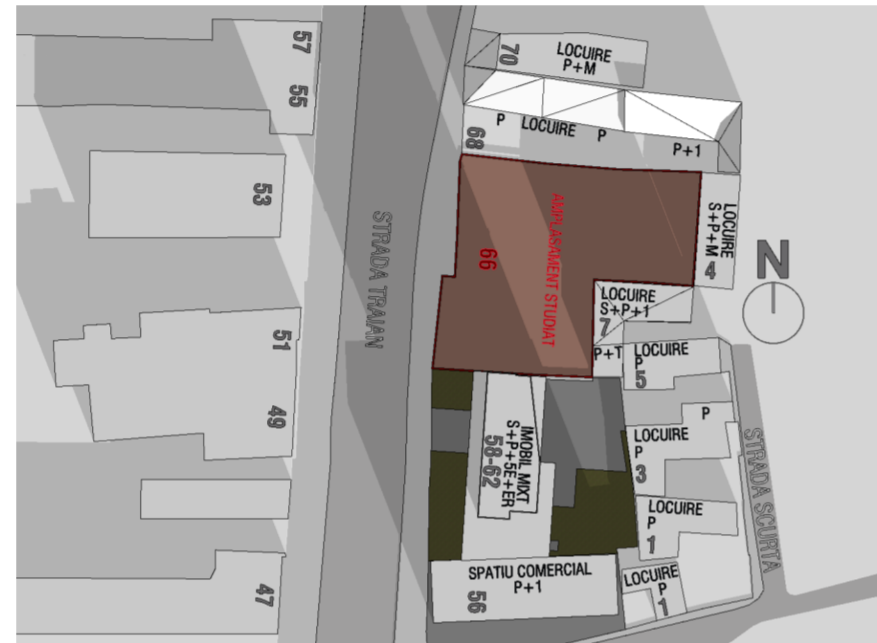 57
55
53
51
49
47
STRADA TRAIAN
70
LOCUIRE
P+M
68
P LOCUIRE P
P+1
AMPLASAMENT STUDIAT
66
LOCUIRE
S+P+M
4
N
LOCUIRE
S+P+1
7
P+T
LOCUIRE
P
5
P
LOCUIRE
P
3
LOCUIRE
P
1
LOCUIRE
P
1
STRADA SCURTA
IMOBIL MIXT
S+P+5E+ER
58-62
SPATIU COMERCIAL
P+1
56